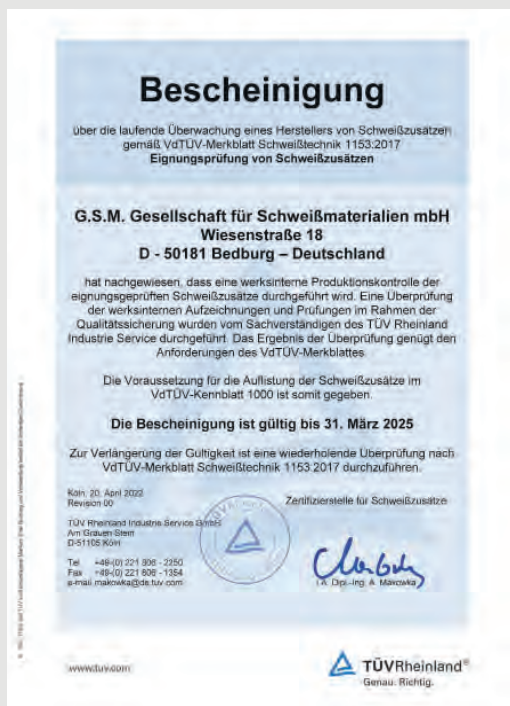 Bescheinigung
über die laufende Überwachung eines Herstellers von Schweißzusätzen
gemäß VdTÜV-Merkblatt Schweißtechnik 1153:2017
Eignungsprüfung von Schweißzusätzen
G.S.M. Gesellschaft für Schweißmaterialien mbH
Wiesenstraße 18
D - 50181 Bedburg – Deutschland
hat nachgewiesen, dass eine werksinterne Produktionskontrolle der
eignungsgeprüften Schweißzusätze durchgeführt wird. Eine Überprüfung
der werksinternen Aufzeichnungen und Prüfungen im Rahmen der
Qualitätssicherung wurden vom Sachverständigen des TÜV Rheinland
Industrie Service durchgeführt. Das Ergebnis der Überprüfung genügt den
Anforderungen des VdTÜV-Merkblattes.
Die Voraussetzung für die Auflistung der Schweißzusätze im
VdTÜV-Kennblatt 1000 ist somit gegeben.
Die Bescheinigung ist gültig bis 31. März 2025
Zur Verlängerung der Gültigkeit ist eine wiederholende Überprüfung nach
VdTÜV-Merkblatt Schweißtechnik 1153:2017 durchzuführen.
Köln, 20. April 2022
Revision 00
Zertifizierstelle für Schweißzusätze
TÜV Rheinland Industrie Service GmbH
Am Grauen Stein
D-51105 Köln
Tel. +49-(0) 221 806 - 2250
Fax +49-(0) 221 806 - 1354
e-mail makowka@de.tuv.com
i.A. Dipl.-Ing. A. Makowka
www.tuv.com
TÜVRheinland®
Genau. Richtig.